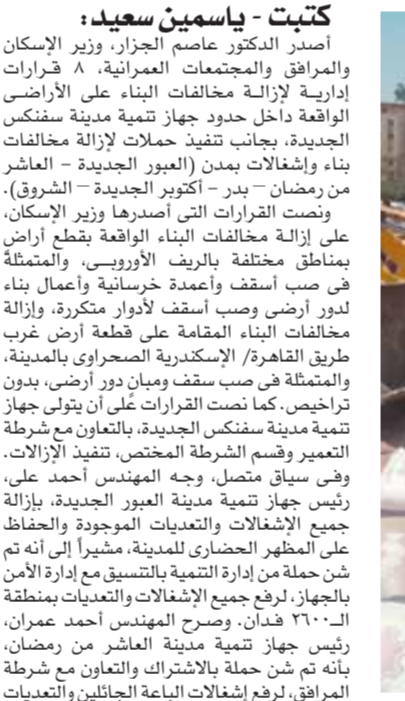 كتبت - ياسمين سعيد:
أصدر الدكتور عاصم الجزار، وزير الإسكان
والمرافق والمجتمعات العمرانية، ٨ قرارات
إدارية لإزالة مخالفات البناء على الأراضى
الواقعة داخل حدود جهاز تنمية مدينة سفنكس
الجديدة، بجانب تنفيذ حملات لإزالة مخالفات
بناء وإشغالات بمدن (العبور الجديدة – العاشر
من رمضان – بدر – أكتوبر الجديدة – الشروق).
ونصت القرارات التى أصدرها وزير الإسكان،
على إزالة مخالفات البناء الواقعة بقطع أراضٍ
بمناطق مختلفة بالريف الأوروبى، والمتمثلة
فى صب أسقف وأعمدة خرسانية وأعمال بناء
لدور أرضى وصب أسقف لأدوار متكررة، وإزالة
مخالفات البناء المقامة على قطعة أرض غرب
طريق القاهرة/ الإسكندرية الصحراوى بالمدينة،
والمتمثلة فى صب سقف ومبانٍ دور أرضى، بدون
تراخيص. كما نصت القرارات على أن يتولى جهاز
تنمية مدينة سفنكس الجديدة، بالتعاون مع شرطة
التعمير وقسم الشرطة المختص، تنفيذ الإزالات.
وفى سياق متصل، وجه المهندس أحمد على،
رئيس جهاز تنمية مدينة العبور الجديدة، بإزالة
جميع الإشغالات والتعديات الموجودة والحفاظ
على المظهر الحضارى للمدينة، مشيراً إلى أنه تم
شن حملة من إدارة التنمية بالتنسيق مع إدارة الأمن
بالجهاز، لرفع جميع الإشغالات والتعديات بمنطقة
الـ٢٦٠٠ فدان. وصرح المهندس أحمد عمران،
رئيس جهاز تنمية مدينة العاشر من رمضان،
بأنه تم شن حملة بالاشتراك والتعاون مع شرطة
المرافق، لرفع إشغالات الباعة الجائلين والتعديات